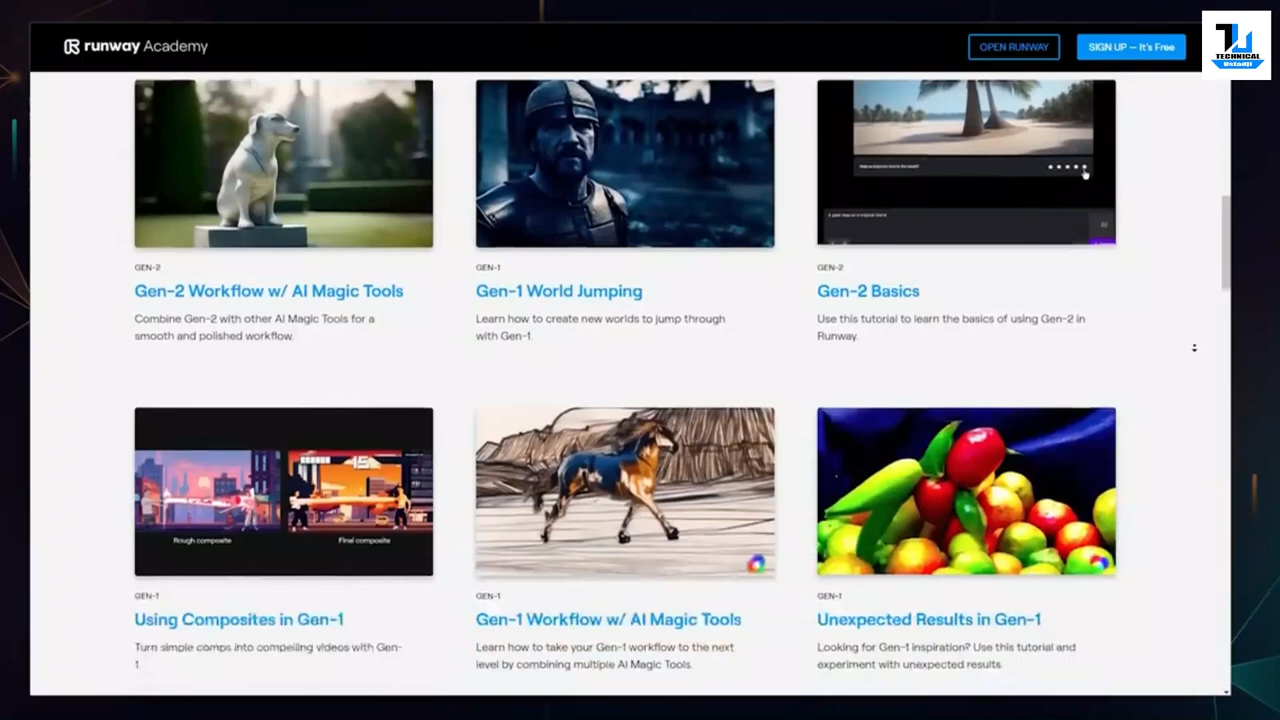 runway Academy
OPEN RUNWAY
SIGN UP — It's Free
TECHNICAL
Ustadji
GEN-2
Gen-2 Workflow w/ AI Magic Tools
Combine Gen-2 with other AI Magic Tools for a
smooth and polished workflow.
GEN-1
Gen-1 World Jumping
Learn how to create new worlds to jump through
with Gen-1.
GEN-2
Gen-2 Basics
Use this tutorial to learn the basics of using Gen-2 in
Runway.
15
Rough composite
Final composite
GEN-1
Using Composites in Gen-1
Turn simple comps into compelling videos with Gen-
1.
GEN-1
Gen-1 Workflow w/ AI Magic Tools
Learn how to take your Gen-1 workflow to the next
level by combining multiple AI Magic Tools.
GEN-1
Unexpected Results in Gen-1
Looking for Gen-1 inspiration? Use this tutorial and
experiment with unexpected results.